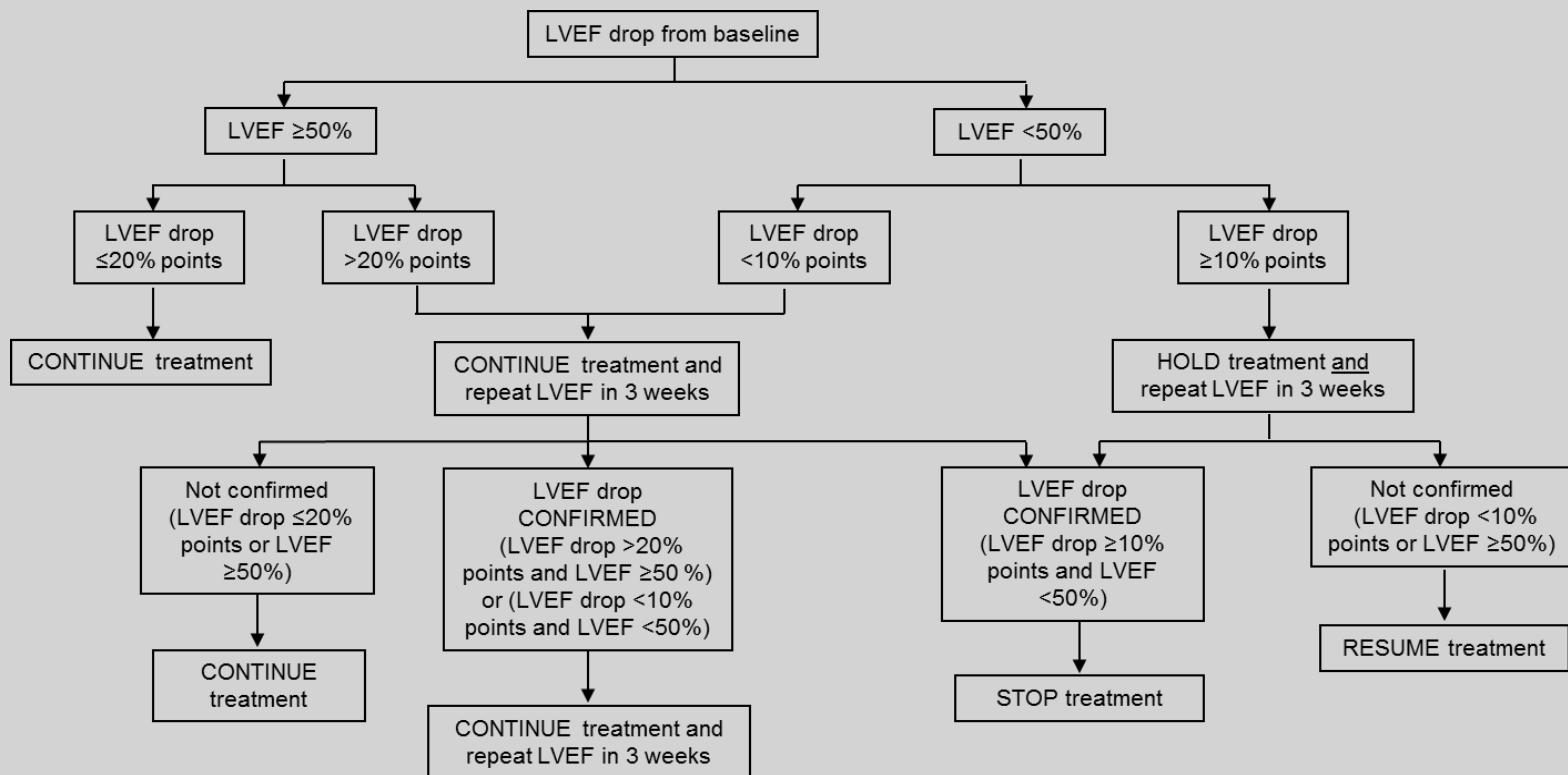 LVEF drop from baseline
LVEF ≥50%
LVEF <50%
LVEF drop
≤20% points
LVEF drop
>20% points
LVEF drop
<10% points
LVEF drop
≥10% points
CONTINUE treatment
CONTINUE treatment and
repeat LVEF in 3 weeks
HOLD treatment and
repeat LVEF in 3 weeks
Not confirmed
(LVEF drop ≤20%
points or LVEF
≥50%)
LVEF drop
CONFIRMED
(LVEF drop >20%
points and LVEF ≥50 %)
or (LVEF drop <10%
points and LVEF <50%)
LVEF drop
CONFIRMED
(LVEF drop ≥10%
points and LVEF
<50%)
Not confirmed
(LVEF drop <10%
points or LVEF ≥50%)
CONTINUE
treatment
CONTINUE treatment and
repeat LVEF in 3 weeks
STOP treatment
RESUME treatment